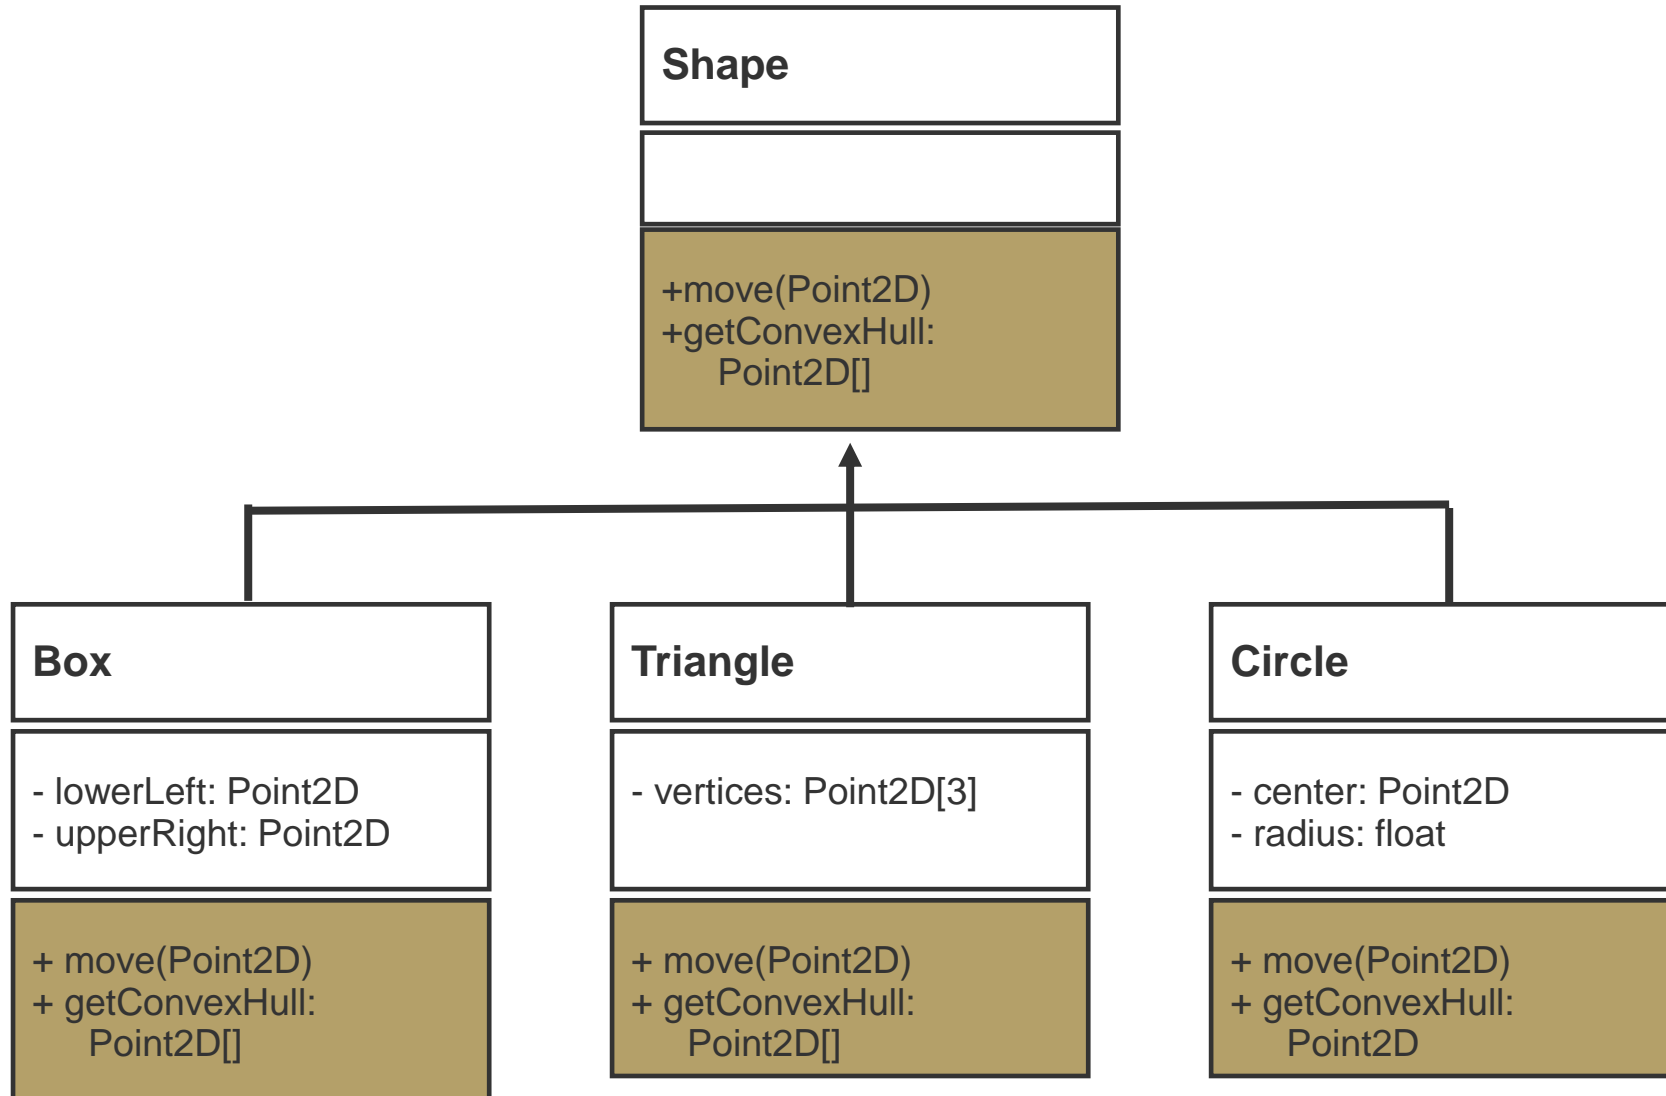 Shape
+move(Point2D)
+getConvexHull:
Point2D[]
Box
- lowerLeft: Point2D
- upperRight: Point2D
+ move(Point2D)
+ getConvexHull:
Point2D[]
Triangle
- vertices: Point2D[3]
+ move(Point2D)
+ getConvexHull:
Point2D[]
Circle
- center: Point2D
- radius: float
+ move(Point2D)
+ getConvexHull:
Point2D